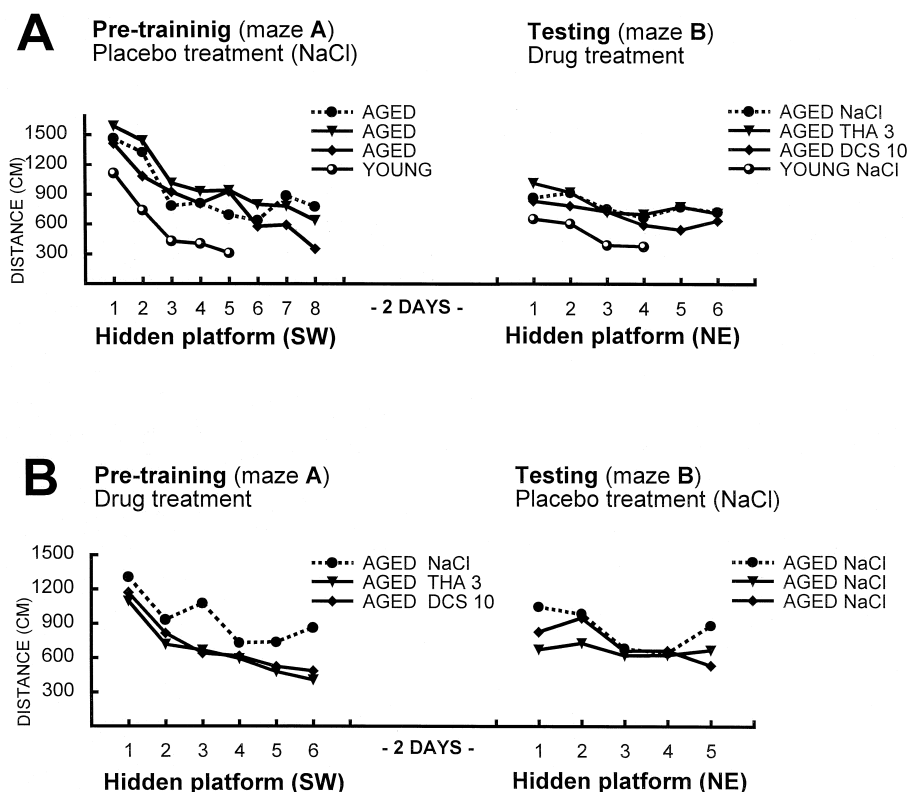 A
Pre-traininig (maze A)
Placebo treatment (NaCl)
Testing (maze B)
Drug treatment
DISTANCE (CM)
1500
1200
900
600
300
AGED
AGED
AGED
YOUNG
AGED NaCl
AGED THA 3
AGED DCS 10
YOUNG NaCl
1 2 3 4 5 6 7 8
- 2 DAYS -
1 2 3 4 5 6
Hidden platform (SW)
Hidden platform (NE)
B
Pre-training (maze A)
Drug treatment
Testing (maze B)
Placebo treatment (NaCl)
DISTANCE (CM)
1500
1200
900
600
300
AGED NaCl
AGED THA 3
AGED DCS 10
AGED NaCl
AGED NaCl
AGED NaCl
1 2 3 4 5 6
- 2 DAYS -
1 2 3 4 5
Hidden platform (SW)
Hidden platform (NE)